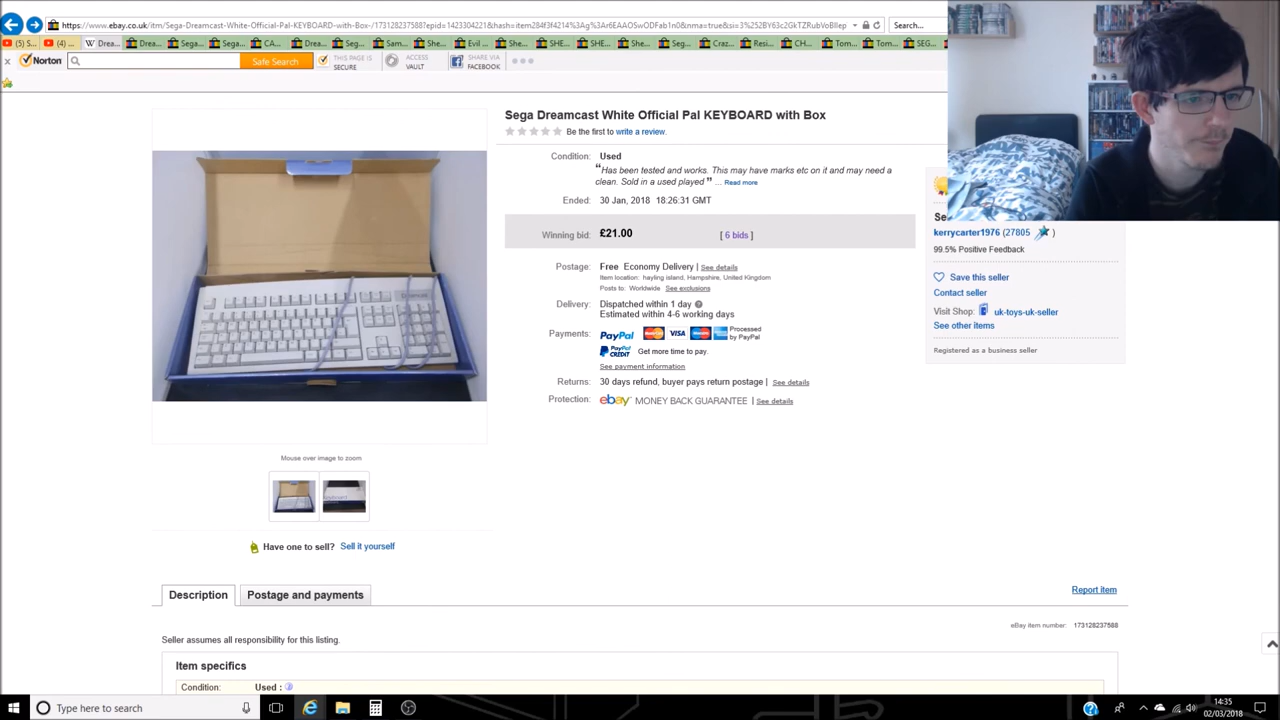 https://www.ebay.co.uk/itm/Sega-Dreamcast-White-Official-Pal-KEYBOARD-with-Box-/173128237588?epid=1423304221&hash=item284f3f4214%3Ag%3Ar6EAAOSwODFab1n0&nma=true&si=3%252BY63c2GkTZRubVoBIlep
Search...
(5) S...
(4) ...
Drea...
Drea...
Sega...
Sega...
CA...
Drea...
Seg...
Sam...
She...
Evil ...
She...
SHE...
SHE...
She...
Seg...
Craz...
Resi...
CH...
Tom...
Tom...
SEG...
x Norton
Safe Search
THIS PAGE IS SECURE
ACCESS VAULT
SHARE VIA FACEBOOK
Sega Dreamcast White Official Pal KEYBOARD with Box
Be the first to write a review.
Condition: Used
“Has been tested and works. This may have marks etc on it and may need a
clean. Sold in a used played ” ... Read more
Ended: 30 Jan, 2018 18:26:31 GMT
Winning bid: £21.00 [ 6 bids ]
Postage: Free Economy Delivery | See details
Item location: hayling island, Hampshire, United Kingdom
Posts to: Worldwide See exclusions
Delivery: Dispatched within 1 day
Estimated within 4-6 working days
Payments: PayPal VISA Processed by PayPal
PayPal CREDIT Get more time to pay.
See payment information
Returns: 30 days refund, buyer pays return postage | See details
Protection: ebay MONEY BACK GUARANTEE | See details
Se
kerrycarter1976 (27805 )
99.5% Positive Feedback
Save this seller
Contact seller
Visit Shop: uk-toys-uk-seller
See other items
Registered as a business seller
Mouse over image to zoom
Have one to sell? Sell it yourself
Description
Postage and payments
Report item
eBay item number: 173128237588
Seller assumes all responsibility for this listing.
Item specifics
Condition: Used :
Type here to search
14:35
02/03/2018